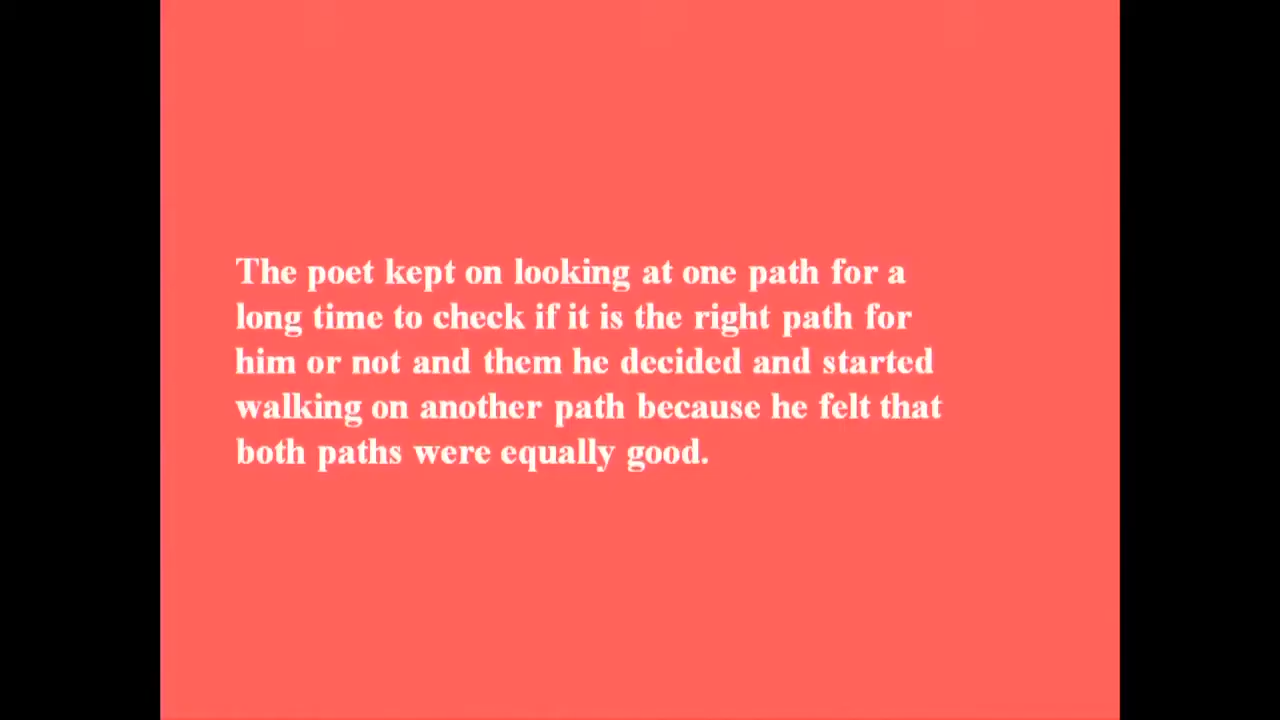 The poet kept on looking at one path for a
long time to check if it is the right path for
him or not and them he decided and started
walking on another path because he felt that
both paths were equally good.